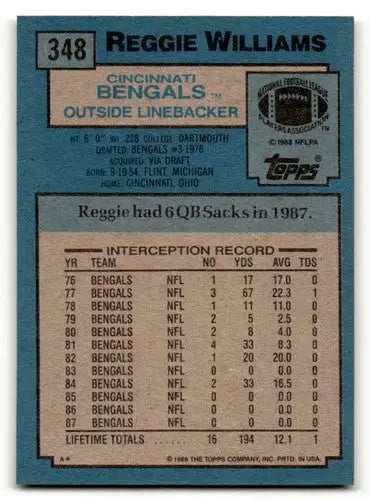 348 REGGIE WILLIAMS
CINCINNATI
BENGALS™
OUTSIDE LINEBACKER
NATIONAL FOOTBALL LEAGUE
PLAYERS ASSOCIATION
© 1988 NFLPA
HT: 6' 0" WT: 228 COLLEGE: DARTMOUTH
DRAFTED: BENGALS #3 1976
ACQUIRED: VIA DRAFT
BORN: 9-19-54, FLINT, MICHIGAN
HOME: CINCINNATI, OHIO
Topps®
Reggie had 6 QB Sacks in 1987.
INTERCEPTION RECORD
YR TEAM NO YDS AVG TDS
76 BENGALS NFL 1 17 17.0 0
77 BENGALS NFL 3 67 22.3 1
78 BENGALS NFL 1 11 11.0 0
79 BENGALS NFL 2 5 2.5 0
80 BENGALS NFL 2 8 4.0 0
81 BENGALS NFL 4 33 8.3 0
82 BENGALS NFL 1 20 20.0 0
83 BENGALS NFL 0 0 0 0
84 BENGALS NFL 2 33 16.5 0
85 BENGALS NFL 0 0 0 0
86 BENGALS NFL 0 0 0 0
87 BENGALS NFL 0 0 0 0
LIFETIME TOTALS 16 194 12.1 1
A* © 1988 THE TOPPS COMPANY, INC. PRTD. IN USA.